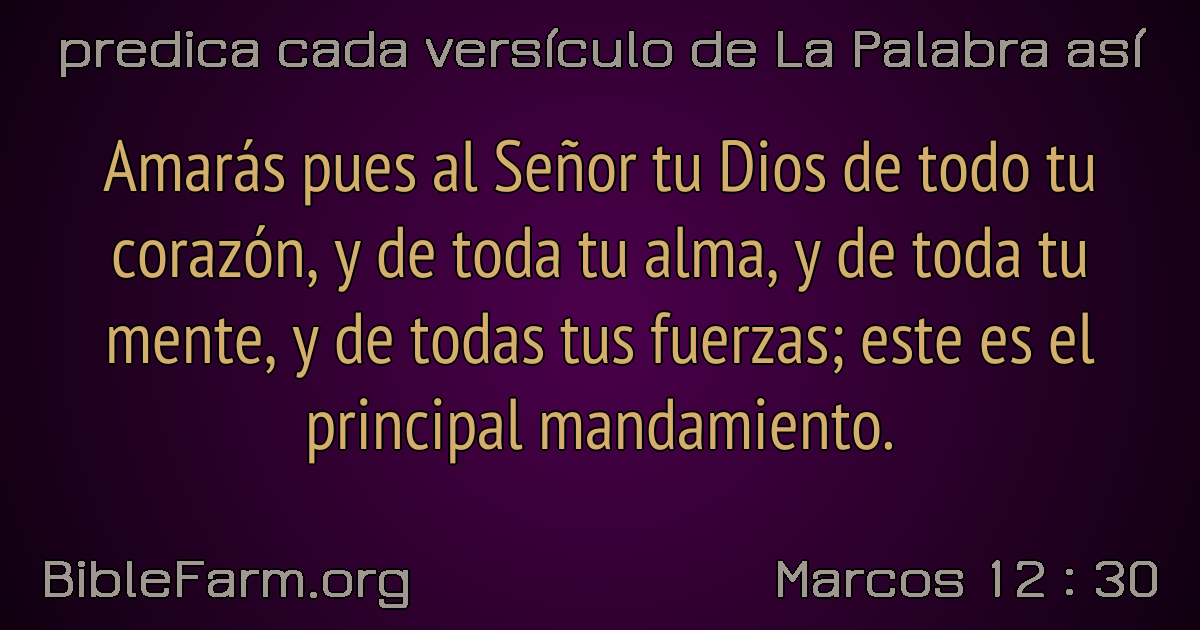 predica cada versículo de La Palabra así
Amarás pues al Señor tu Dios de todo tu
corazón, y de toda tu alma, y de toda tu
mente, y de todas tus fuerzas; este es el
principal mandamiento.
BibleFarm.org
Marcos 12 : 30